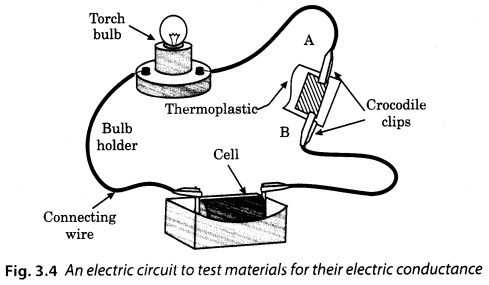 Torch
bulb
A
Thermoplastic
Crocodile
clips
B
Bulb
holder
Cell
Connecting
wire
Fig. 3.4 An electric circuit to test materials for their electric conductance